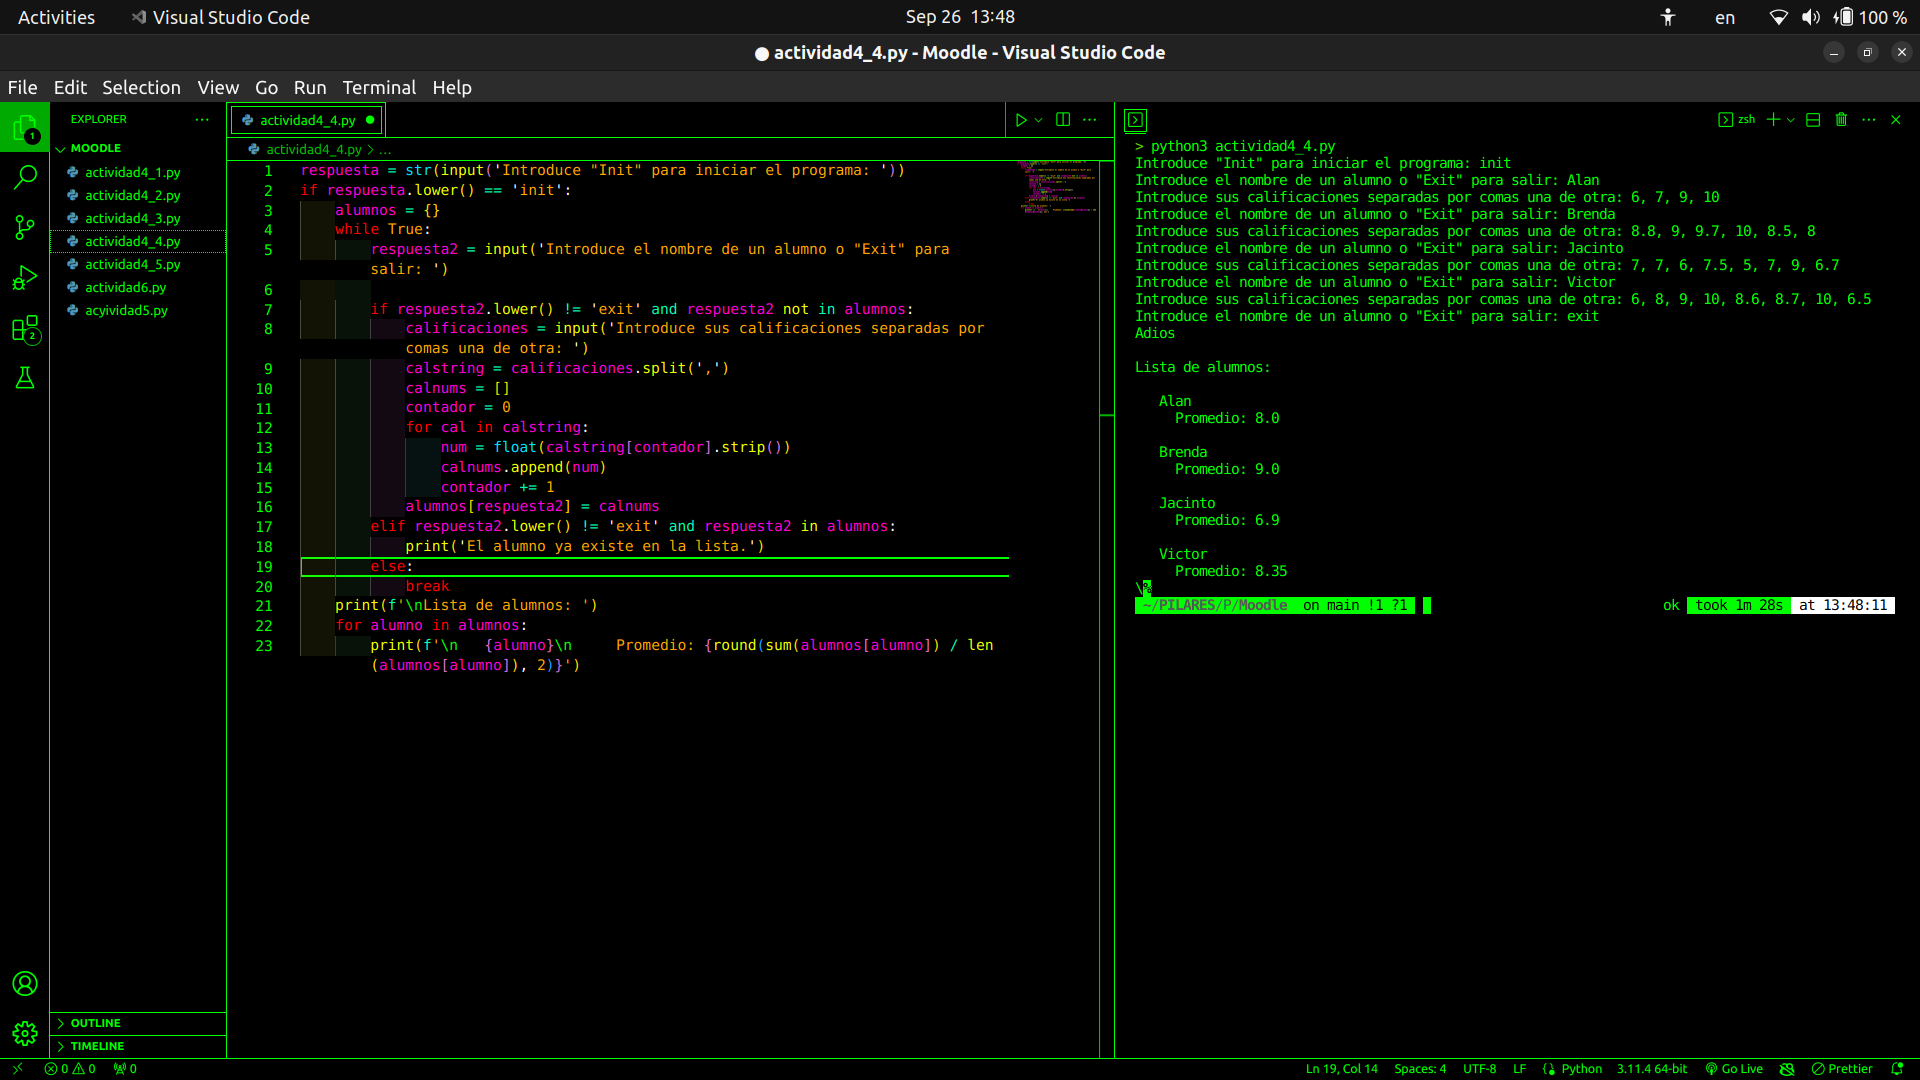 Activities Visual Studio Code Sep 26 13:48 en 100 %
actividad4_4.py - Moodle - Visual Studio Code
File Edit Selection View Go Run Terminal Help
EXPLORER
MOODLE
actividad4_1.py
actividad4_2.py
actividad4_3.py
actividad4_4.py
actividad4_5.py
actividad6.py
acyividad5.py
OUTLINE
TIMELINE
actividad4_4.py
actividad4_4.py > ...
1 respuesta = str(input('Introduce "Init" para iniciar el programa: '))
2 if respuesta.lower() == 'init':
3     alumnos = {}
4     while True:
5         respuesta2 = input('Introduce el nombre de un alumno o "Exit" para
salir: ')
6
7         if respuesta2.lower() != 'exit' and respuesta2 not in alumnos:
8             calificaciones = input('Introduce sus calificaciones separadas por
comas una de otra: ')
9             calstring = calificaciones.split(',')
10             calnums = []
11             contador = 0
12             for cal in calstring:
13                 num = float(calstring[contador].strip())
14                 calnums.append(num)
15                 contador += 1
16             alumnos[respuesta2] = calnums
17         elif respuesta2.lower() != 'exit' and respuesta2 in alumnos:
18             print('El alumno ya existe en la lista.')
19         else:
20             break
21     print(f'\nLista de alumnos: ')
22     for alumno in alumnos:
23         print(f'\n   {alumno}\n     Promedio: {round(sum(alumnos[alumno]) / len
(alumnos[alumno]), 2)}')
zsh
> python3 actividad4_4.py
Introduce "Init" para iniciar el programa: init
Introduce el nombre de un alumno o "Exit" para salir: Alan
Introduce sus calificaciones separadas por comas una de otra: 6, 7, 9, 10
Introduce el nombre de un alumno o "Exit" para salir: Brenda
Introduce sus calificaciones separadas por comas una de otra: 8.8, 9, 9.7, 10, 8.5, 8
Introduce el nombre de un alumno o "Exit" para salir: Jacinto
Introduce sus calificaciones separadas por comas una de otra: 7, 7, 6, 7.5, 5, 7, 9, 6.7
Introduce el nombre de un alumno o "Exit" para salir: Victor
Introduce sus calificaciones separadas por comas una de otra: 6, 8, 9, 10, 8.6, 8.7, 10, 6.5
Introduce el nombre de un alumno o "Exit" para salir: exit
Adios
Lista de alumnos:
Alan
Promedio: 8.0
Brenda
Promedio: 9.0
Jacinto
Promedio: 6.9
Victor
Promedio: 8.35
\%
~/PILARES/P/Moodle on main !1 ?1 ok took 1m 28s at 13:48:11
0 0 0 Ln 19, Col 14 Spaces: 4 UTF-8 LF Python 3.11.4 64-bit Go Live Prettier